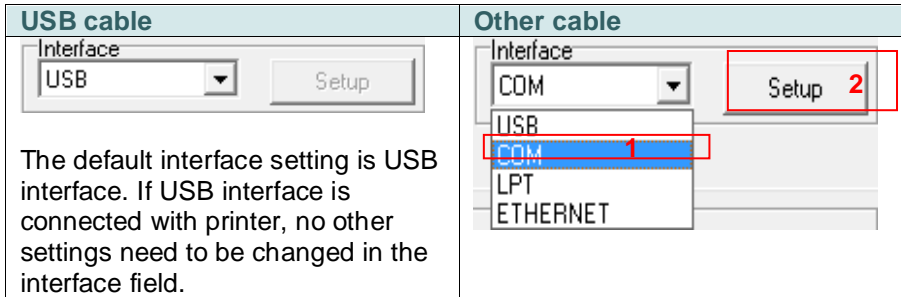 USB cable
Interface
USB
Setup
The default interface setting is USB
interface. If USB interface is
connected with printer, no other
settings need to be changed in the
interface field.
Other cable
Interface
COM
Setup 2
USB
COM 1
LPT
ETHERNET